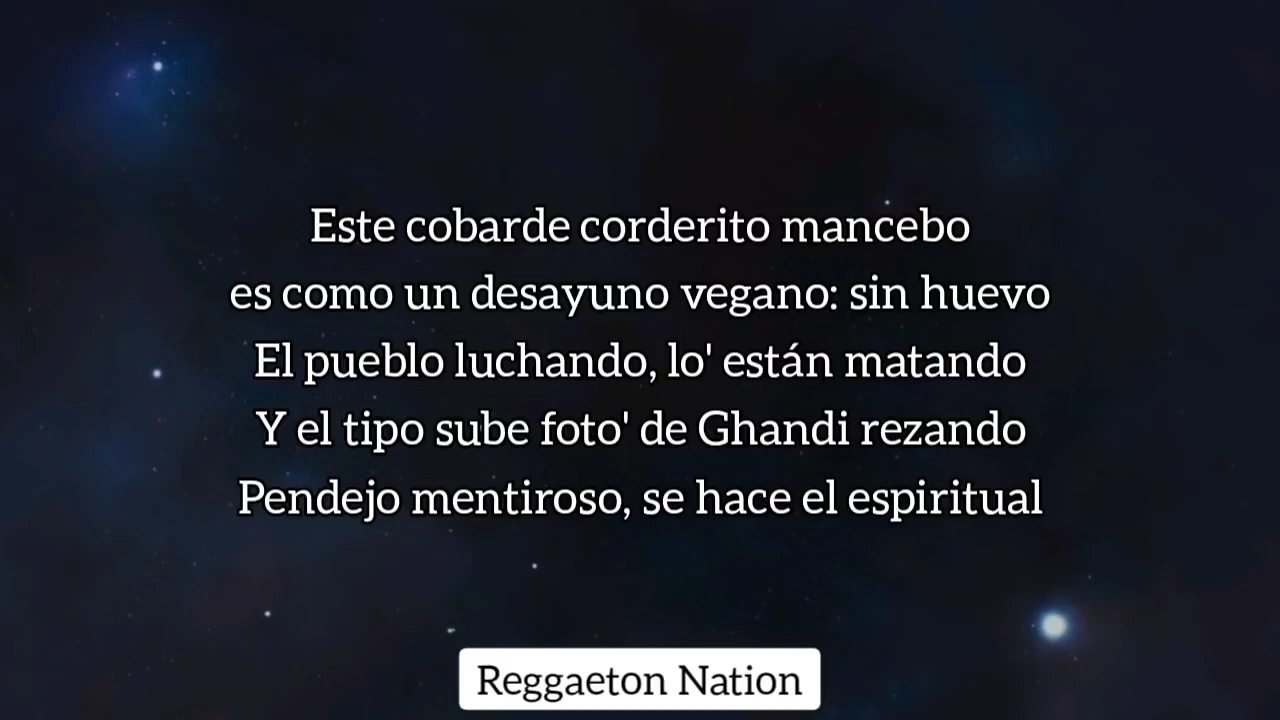 Este cobarde corderito mancebo
es como un desayuno vegano: sin huevo
El pueblo luchando, lo' están matando
Y el tipo sube foto' de Ghandi rezando
Pendejo mentiroso, se hace el espiritual
Reggaeton Nation